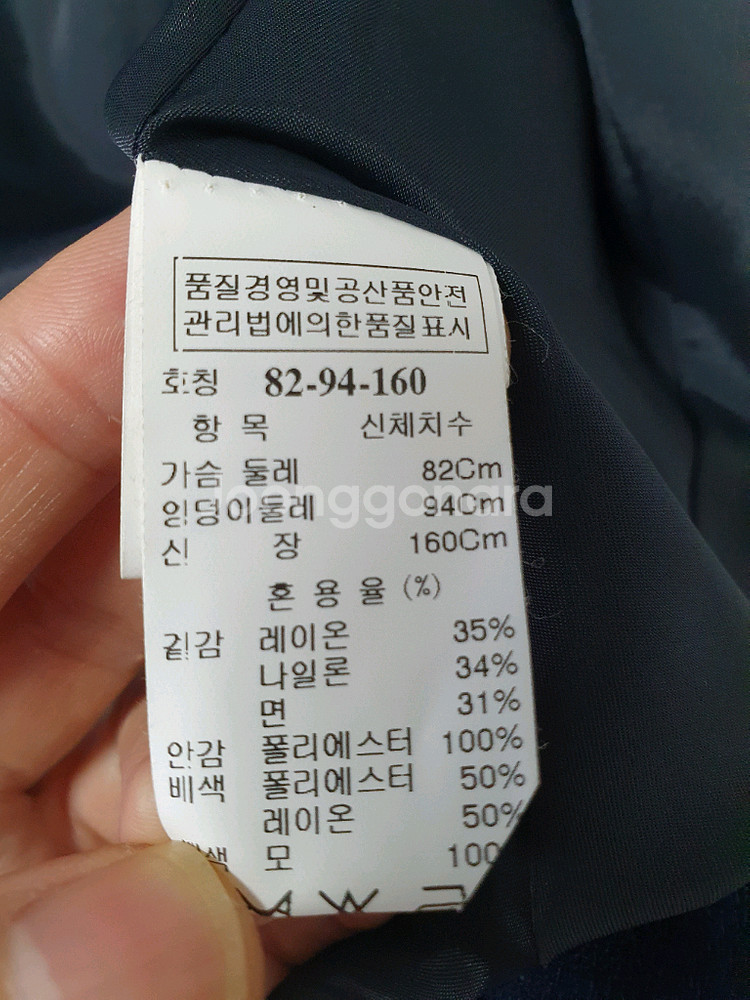 품질경영및공산품안전
관리법에의한품질표시
호칭 82-94-160
항 목 신체치수
가슴 둘레 82Cm
엉덩이둘레 94Cm
joonggonara
신 장 160Cm
혼 용 율 (%)
겉감 레이온 35%
나일론 34%
면 31%
안감 폴리에스터 100%
배색 폴리에스터 50%
레이온 50%
모 100